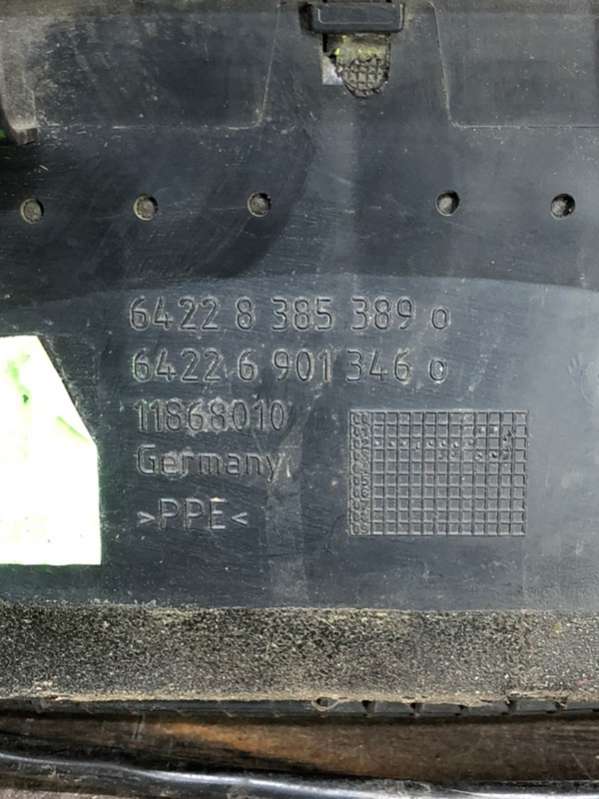 6422 8 385 389 o
6422 6 901 346 o
11868010
Germany
>PPE<